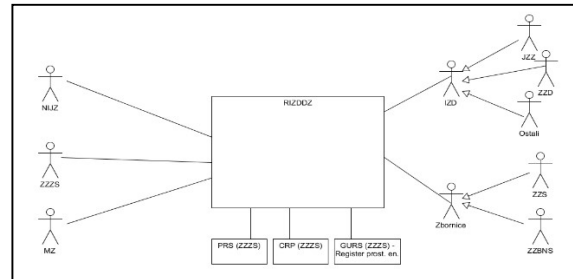 JZZ
NIJZ
RIZDDZ
IZD
ZZD
Ostali
ZZZS
ZZS
Zbornice
MZ
ZZBNS
PRS (ZZZS)
CRP (ZZZS)
GURS (ZZZS) -
Register prost. en.